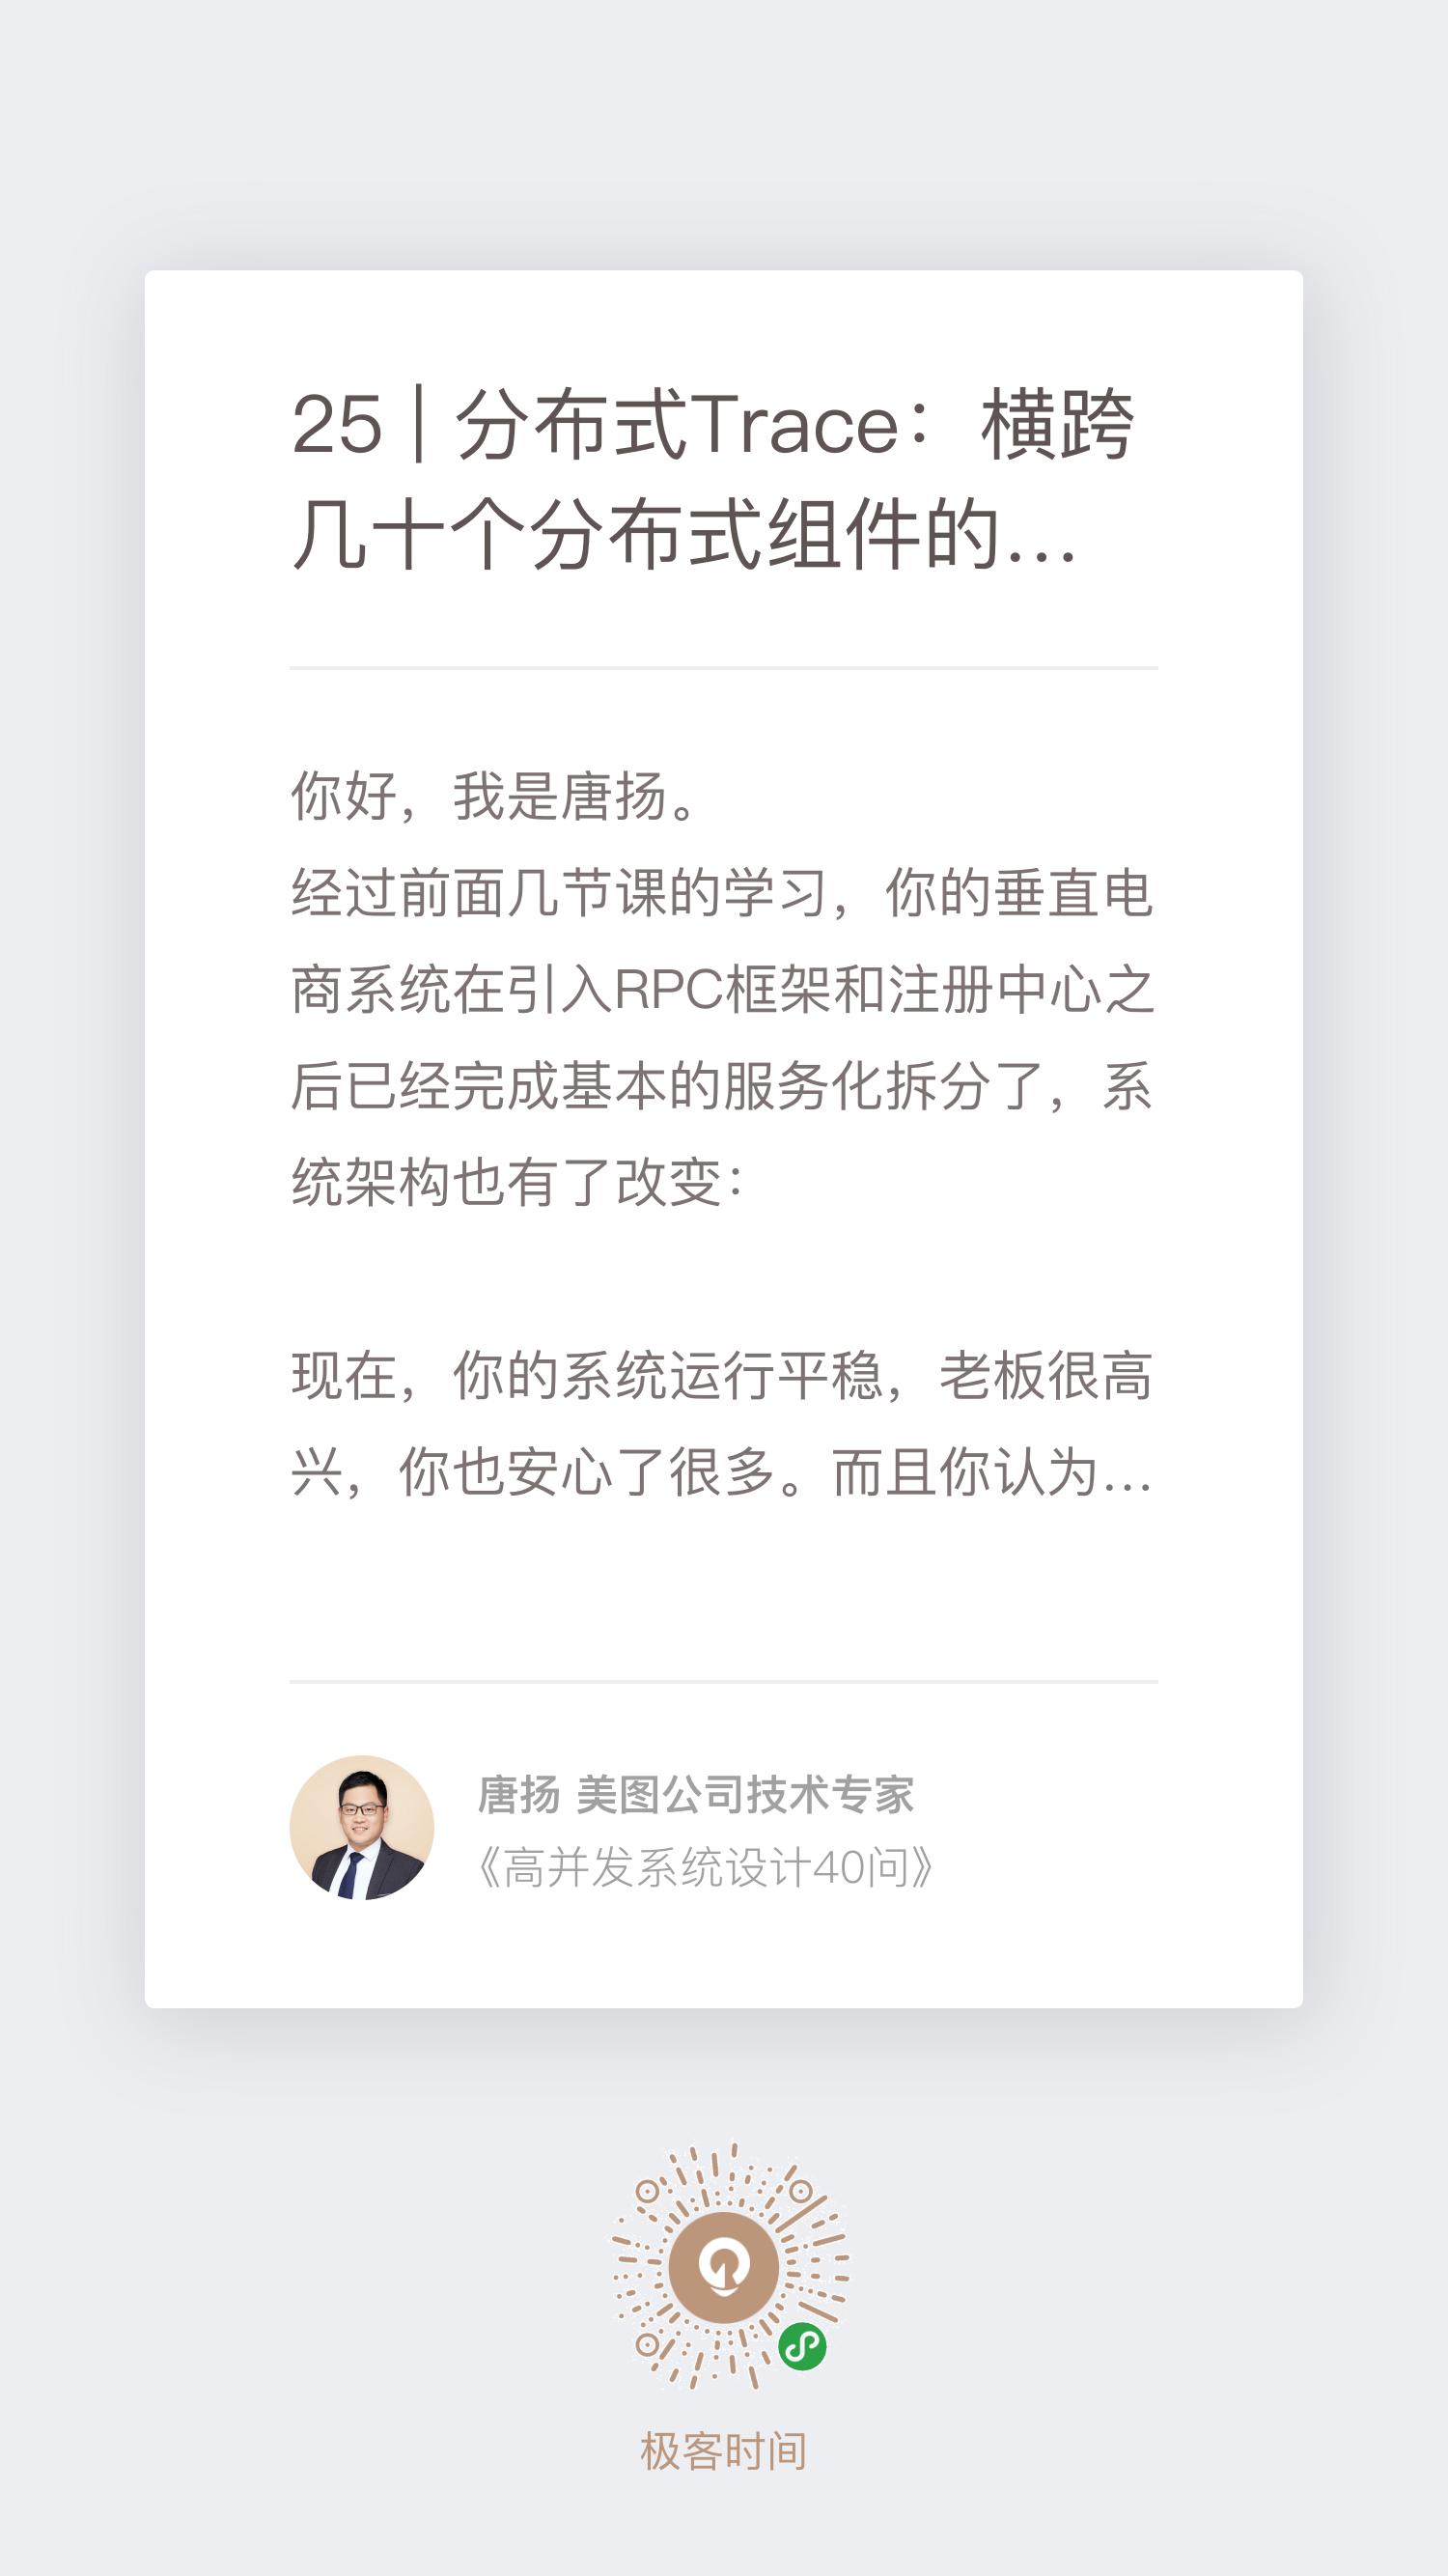 25 | 分布式Trace：横跨
几十个分布式组件的...
你好，我是唐扬。
经过前面几节课的学习，你的垂直电
商系统在引入RPC框架和注册中心之
后已经完成基本的服务化拆分了，系
统架构也有了改变：
现在，你的系统运行平稳，老板很高
兴，你也安心了很多。而且你认为...
唐扬 美图公司技术专家
《高并发系统设计40问》
极客时间